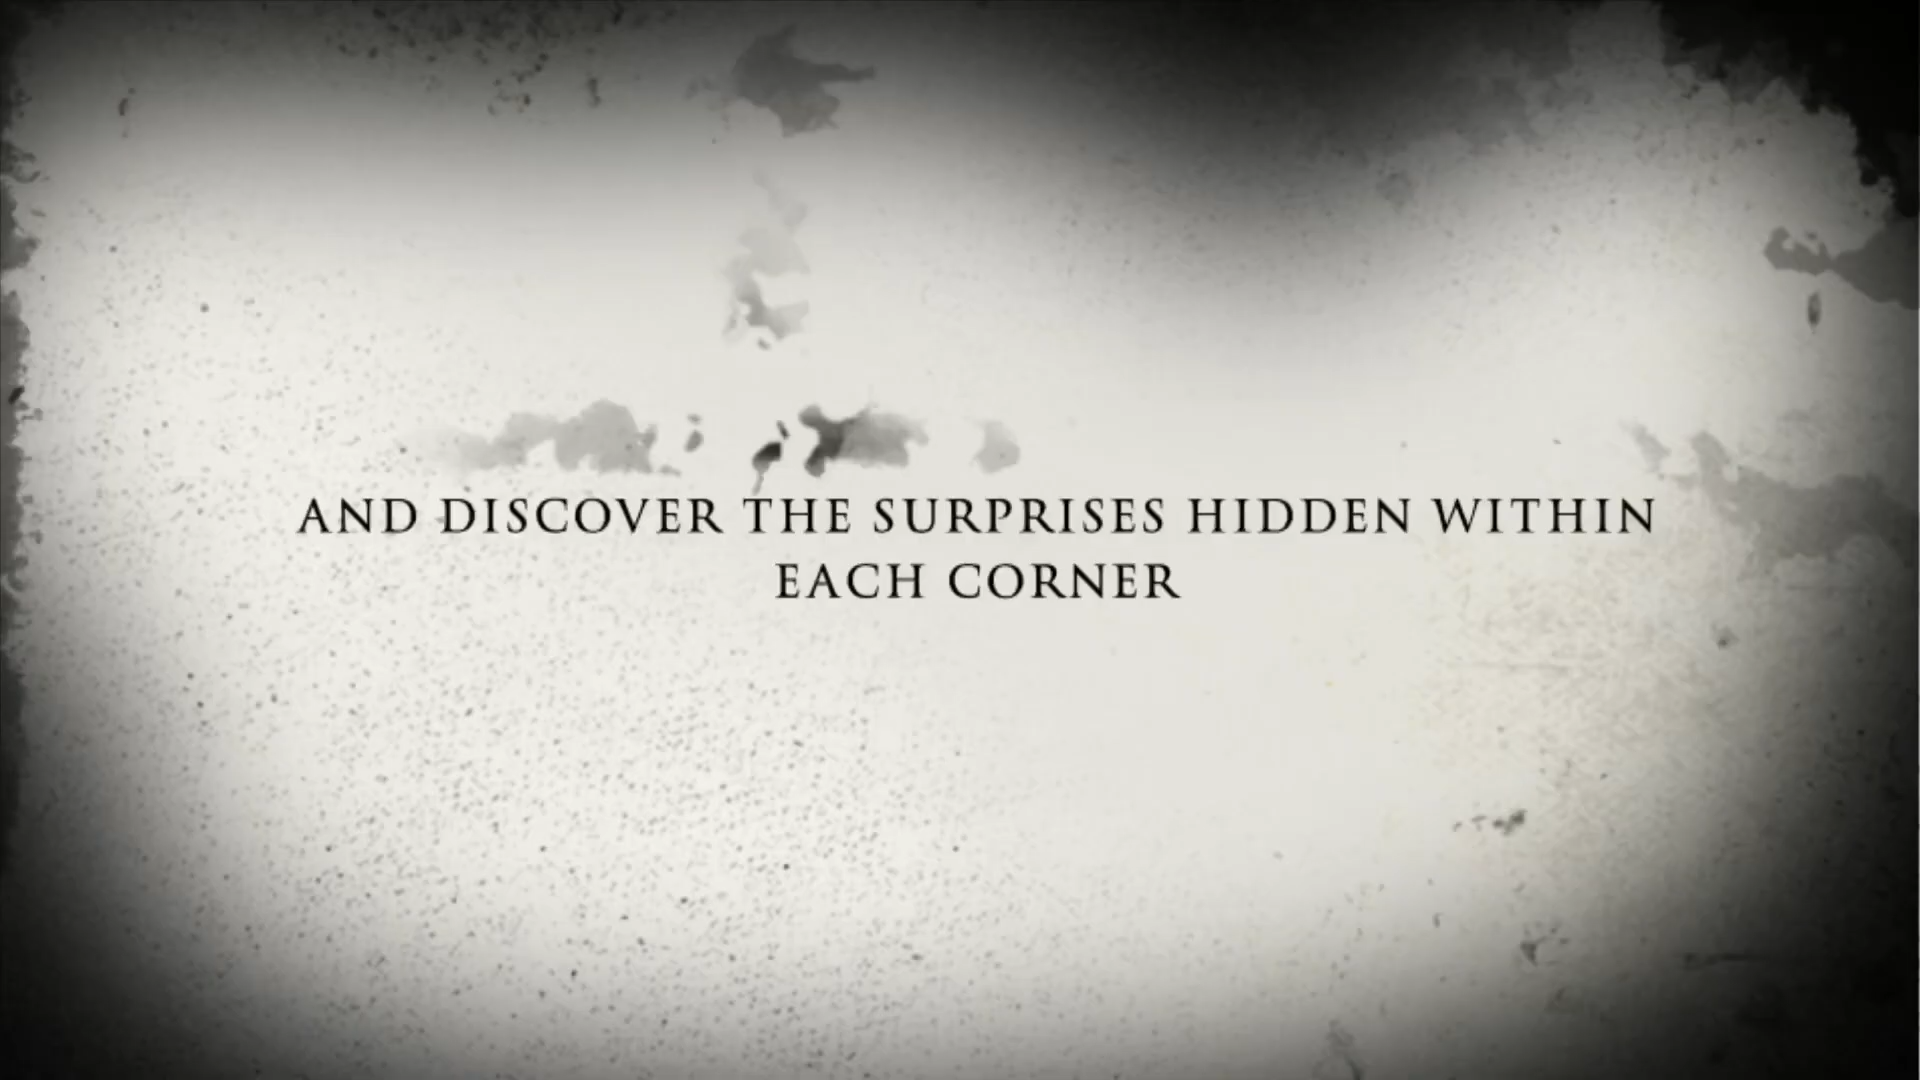 AND DISCOVER THE SURPRISES HIDDEN WITHIN
EACH CORNER